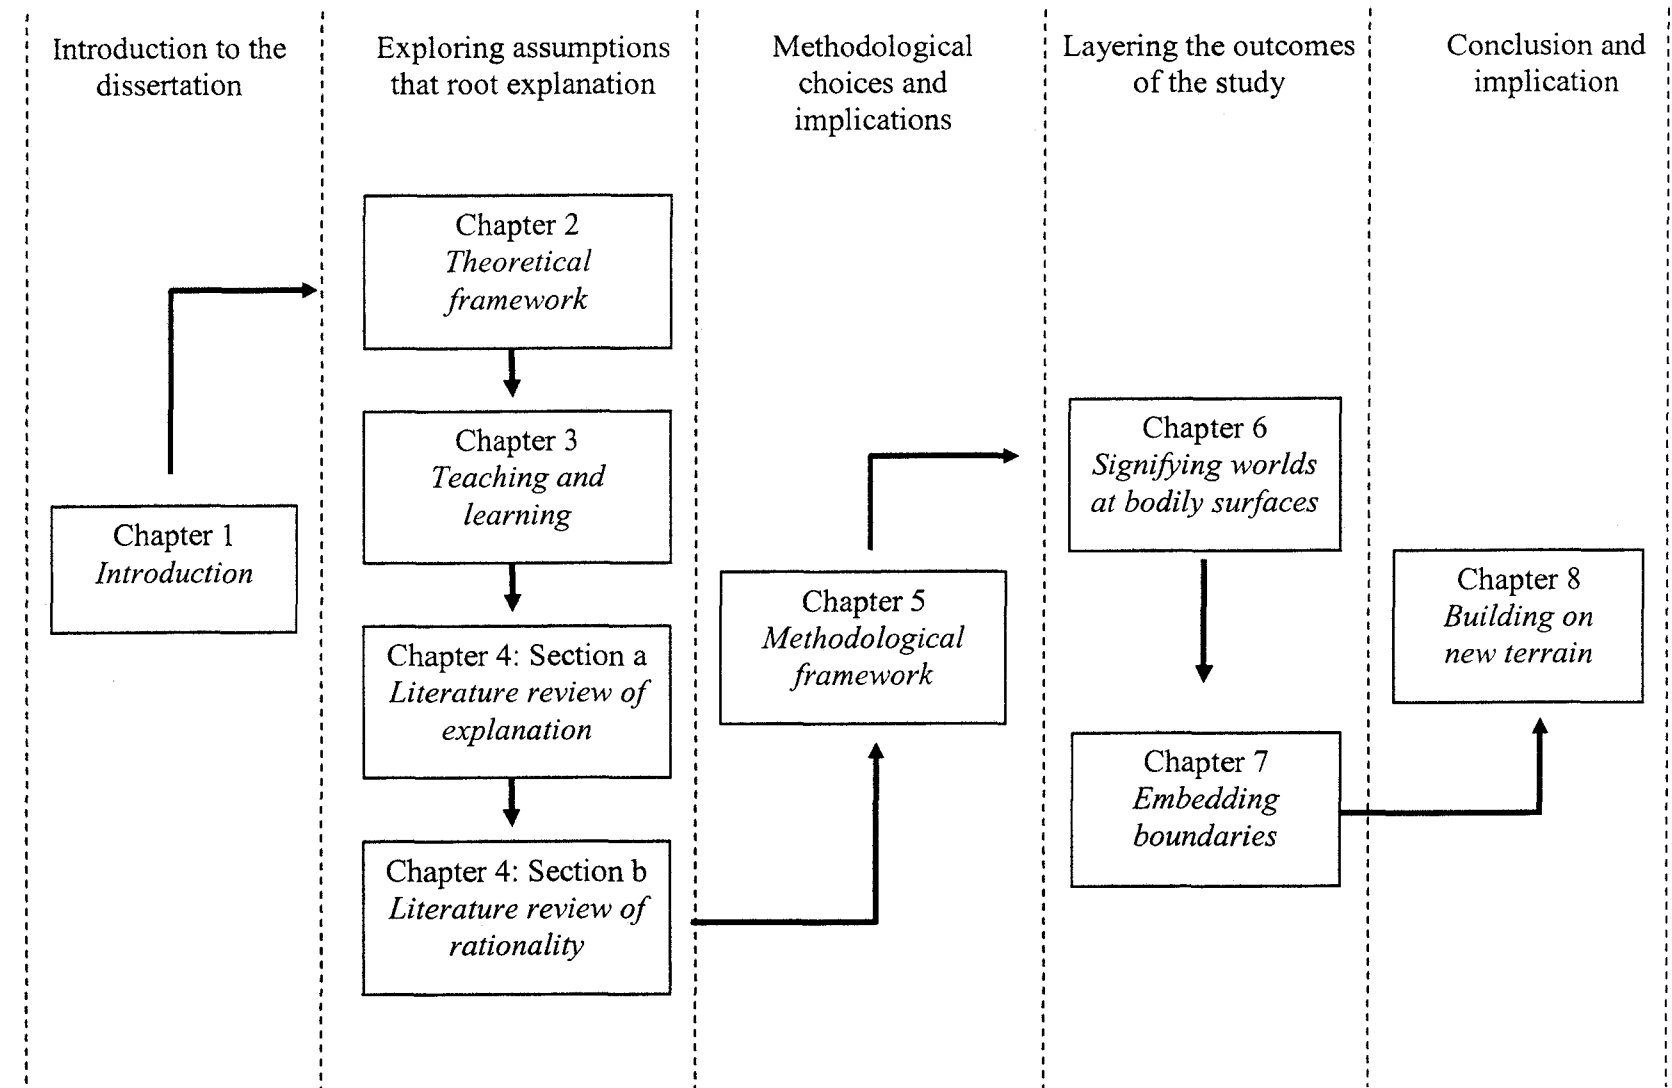 Introduction to the
dissertation
Exploring assumptions
that root explanation
Methodological
choices and
implications
Layering the outcomes
of the study
Conclusion and
implication
Chapter 1
Introduction
Chapter 2
Theoretical
framework
Chapter 3
Teaching and
learning
Chapter 4: Section a
Literature review of
explanation
Chapter 4: Section b
Literature review of
rationality
Chapter 5
Methodological
framework
Chapter 6
Signifying worlds
at bodily surfaces
Chapter 7
Embedding
boundaries
Chapter 8
Building on
new terrain